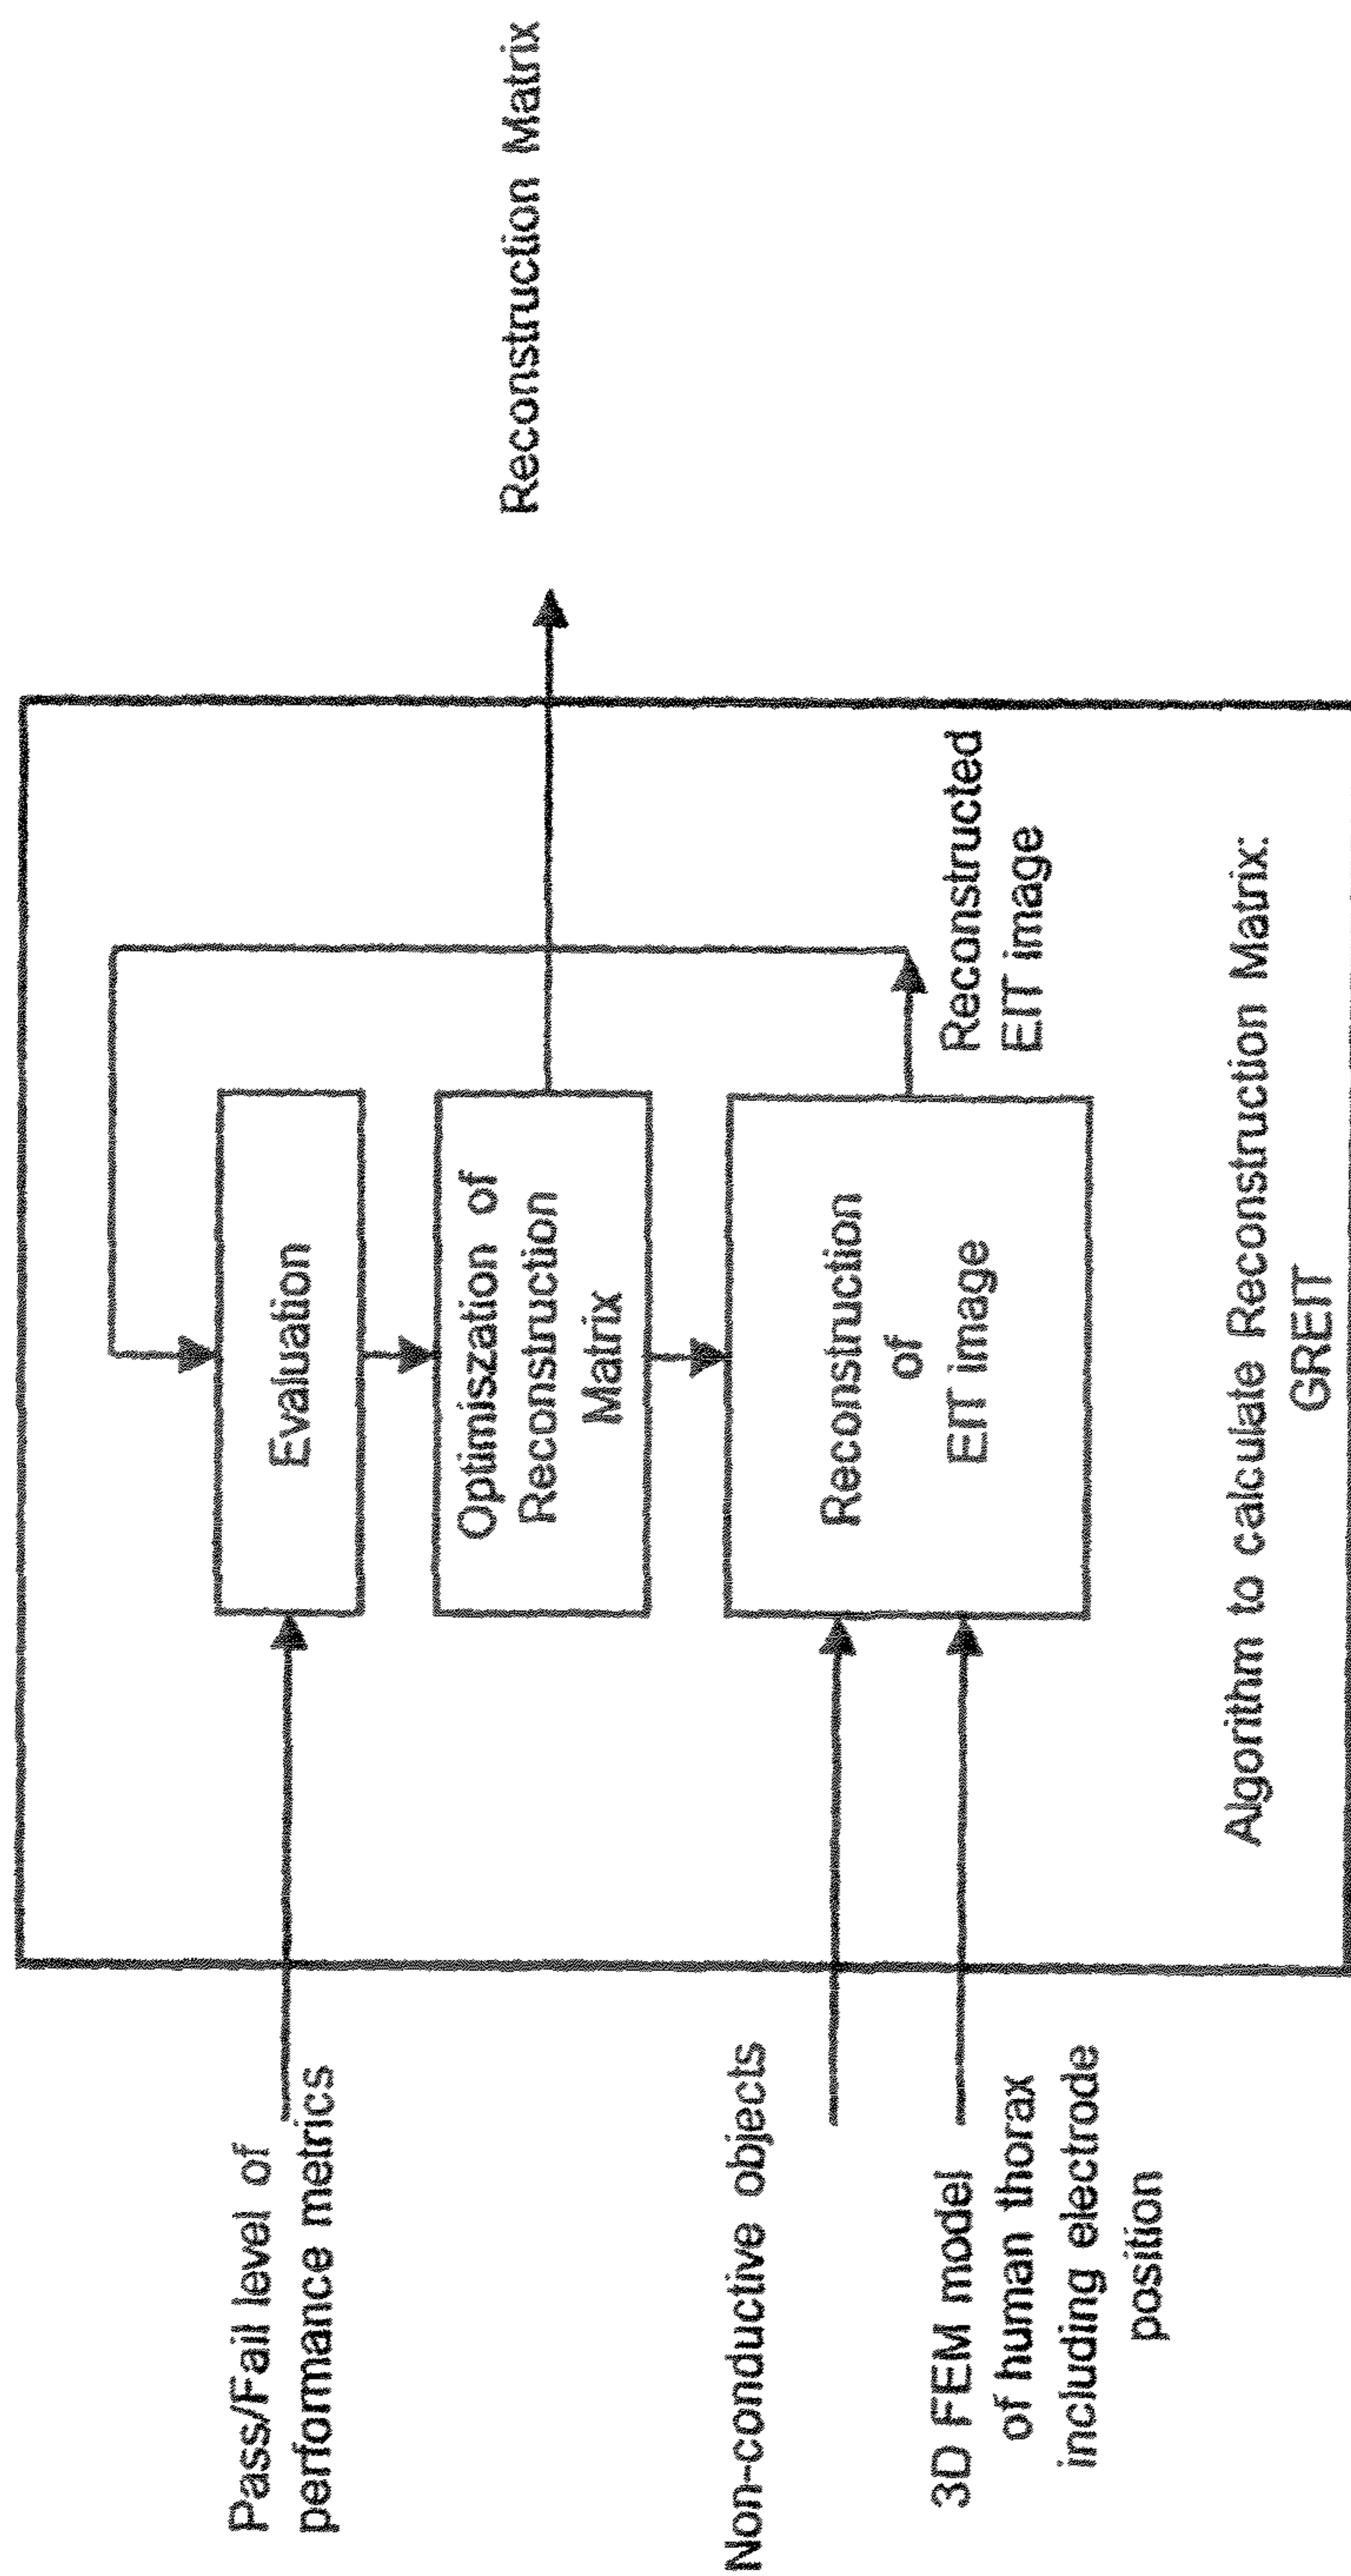 Pass/Fail level of
performance metrics
Non-conductive objects
3D FEM model
of human thorax
including electrode
position
Evaluation
Optimiszation of
Reconstruction
Matrix
Reconstruction
of
EIT image
Reconstructed
EIT image
Algorithm to calculate Reconstruction Matrix:
GREIT
Reconstruction Matrix